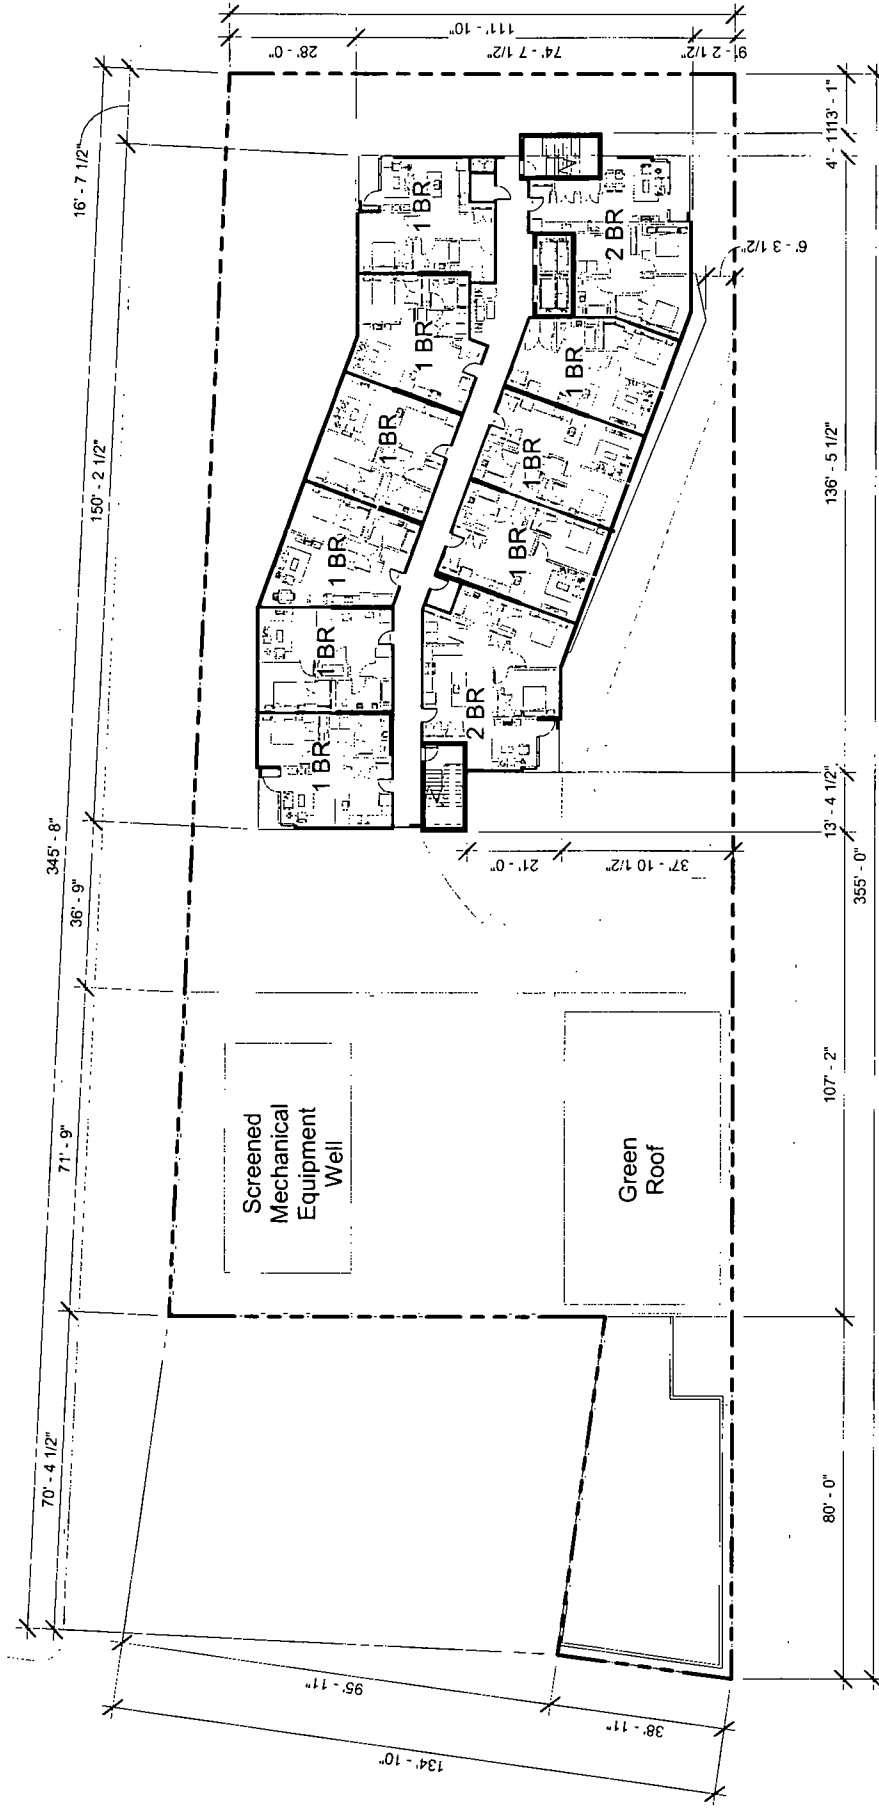 111' - 10"
28' - 0"
74' - 7 1/2"
9' - 2 1/2"
16' - 7 1/2"
150' - 2 1/2"
345' - 8"
36' - 9"
71' - 9"
70' - 4 1/2"
1 BR
1 BR
1 BR
1 BR
1 BR
1 BR
2 BR
1 BR
1 BR
1 BR
2 BR
4' - 11"
13' - 1"
6' - 3 1/2"
136' - 5 1/2"
13' - 4 1/2"
355' - 0"
21' - 0"
37' - 10 1/2"
107' - 2"
80' - 0"
Screened
Mechanical
Equipment
Well
Green
Roof
95' - 11"
38' - 11"
134' - 10"